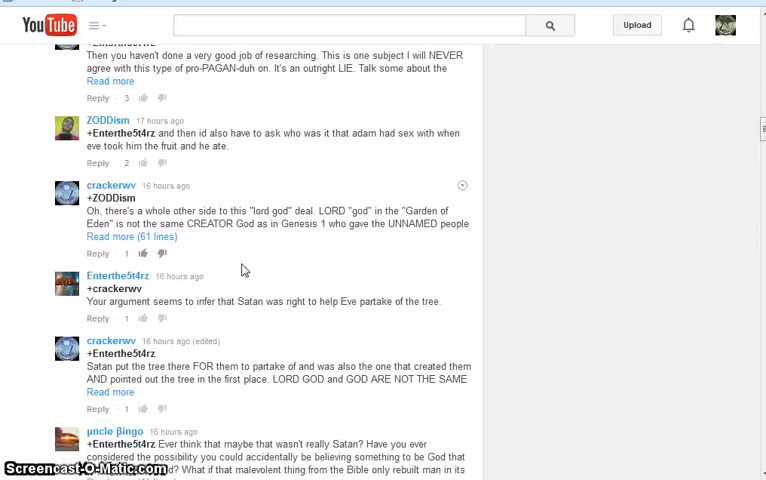 YouTube
Upload
Then you haven't done a very good job of researching. This is one subject I will NEVER
agree with this type of pro-PAGAN-duh on. It's an outright LIE. Talk some about the
Read more
Reply · 3
ZODDism 17 hours ago
+Enterthe5t4rz and then id also have to ask who was it that adam had sex with when
eve took him the fruit and he ate.
Reply · 2
crackerwv 16 hours ago
+ZODDism
Oh, there's a whole other side to this "lord god" deal. LORD "god" in the "Garden of
Eden" is not the same CREATOR God as in Genesis 1 who gave the UNNAMED people
Read more (61 lines)
Reply · 1
Enterthe5t4rz 16 hours ago
+crackerwv
Your argument seems to infer that Satan was right to help Eve partake of the tree.
Reply · 1
crackerwv 16 hours ago (edited)
+Enterthe5t4rz
Satan put the tree there FOR them to partake of and was also the one that created them
AND pointed out the tree in the first place. LORD GOD and GOD ARE NOT THE SAME
Read more
Reply · 1
μncle βingo 16 hours ago
+Enterthe5t4rz Ever think that maybe that wasn't really Satan? Have you ever
considered the possibility you could accidentally be believing something to be God that
d? What if that malevolent thing from the Bible only rebuilt man in its
Screencast-O-Matic.com